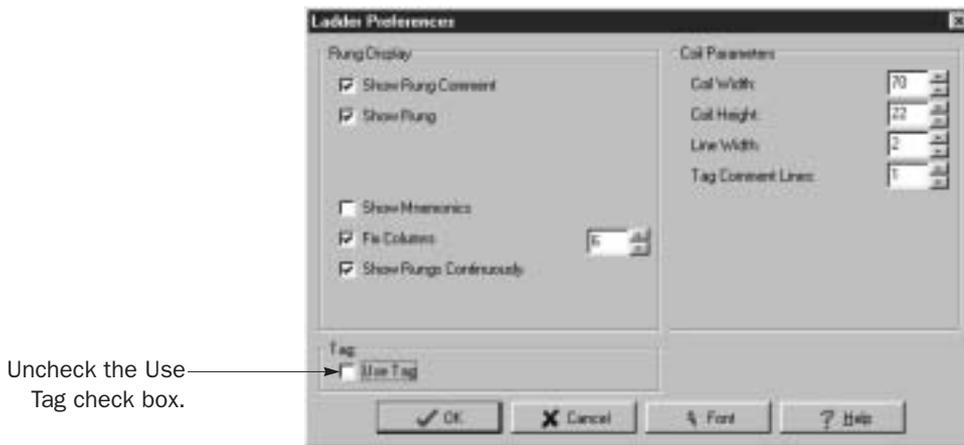 Ladder Preferences
Rung Display
Show Rung Comment
Show Rung
Show Mnemonics
Fix Columns 6
Show Rungs Continuously
Coil Parameters
Coil Width: 70
Coil Height: 22
Line Width: 2
Tag Comment Lines: 1
Tag
Use Tag
Uncheck the Use
Tag check box.
OK
Cancel
Font
? Help